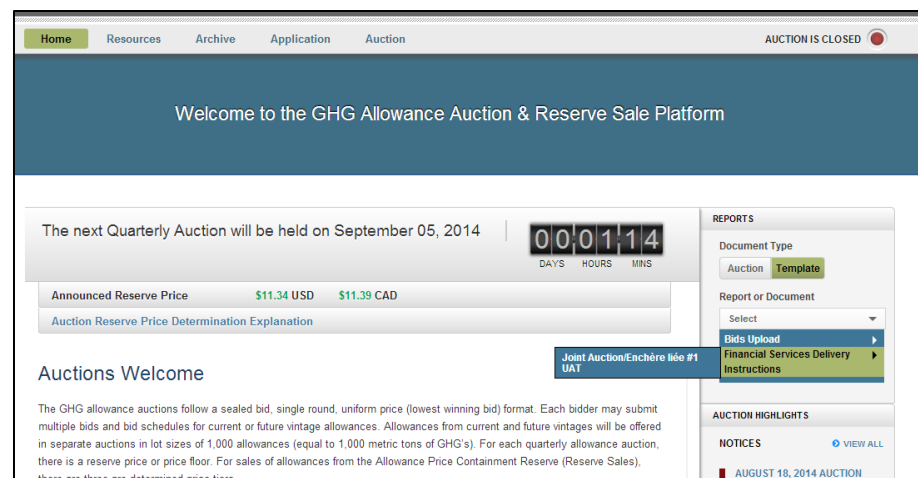 Home Resources Archive Application Auction AUCTION IS CLOSED
Welcome to the GHG Allowance Auction & Reserve Sale Platform
The next Quarterly Auction will be held on September 05, 2014
00:01:14
DAYS HOURS MINS
Announced Reserve Price $11.34 USD $11.39 CAD
Auction Reserve Price Determination Explanation
Auctions Welcome
The GHG allowance auctions follow a sealed bid, single round, uniform price (lowest winning bid) format. Each bidder may submit
multiple bids and bid schedules for current or future vintage allowances. Allowances from current and future vintages will be offered
in separate auctions in lot sizes of 1,000 allowances (equal to 1,000 metric tons of GHG's). For each quarterly allowance auction,
there is a reserve price or price floor. For sales of allowances from the Allowance Price Containment Reserve (Reserve Sales),
there are three are determined price tiers
REPORTS
Document Type
Auction Template
Report or Document
Select
Bids Upload
Financial Services Delivery
Instructions
Joint Auction/Enchère liée #1
UAT
AUCTION HIGHLIGHTS
NOTICES VIEW ALL
AUGUST 18, 2014 AUCTION